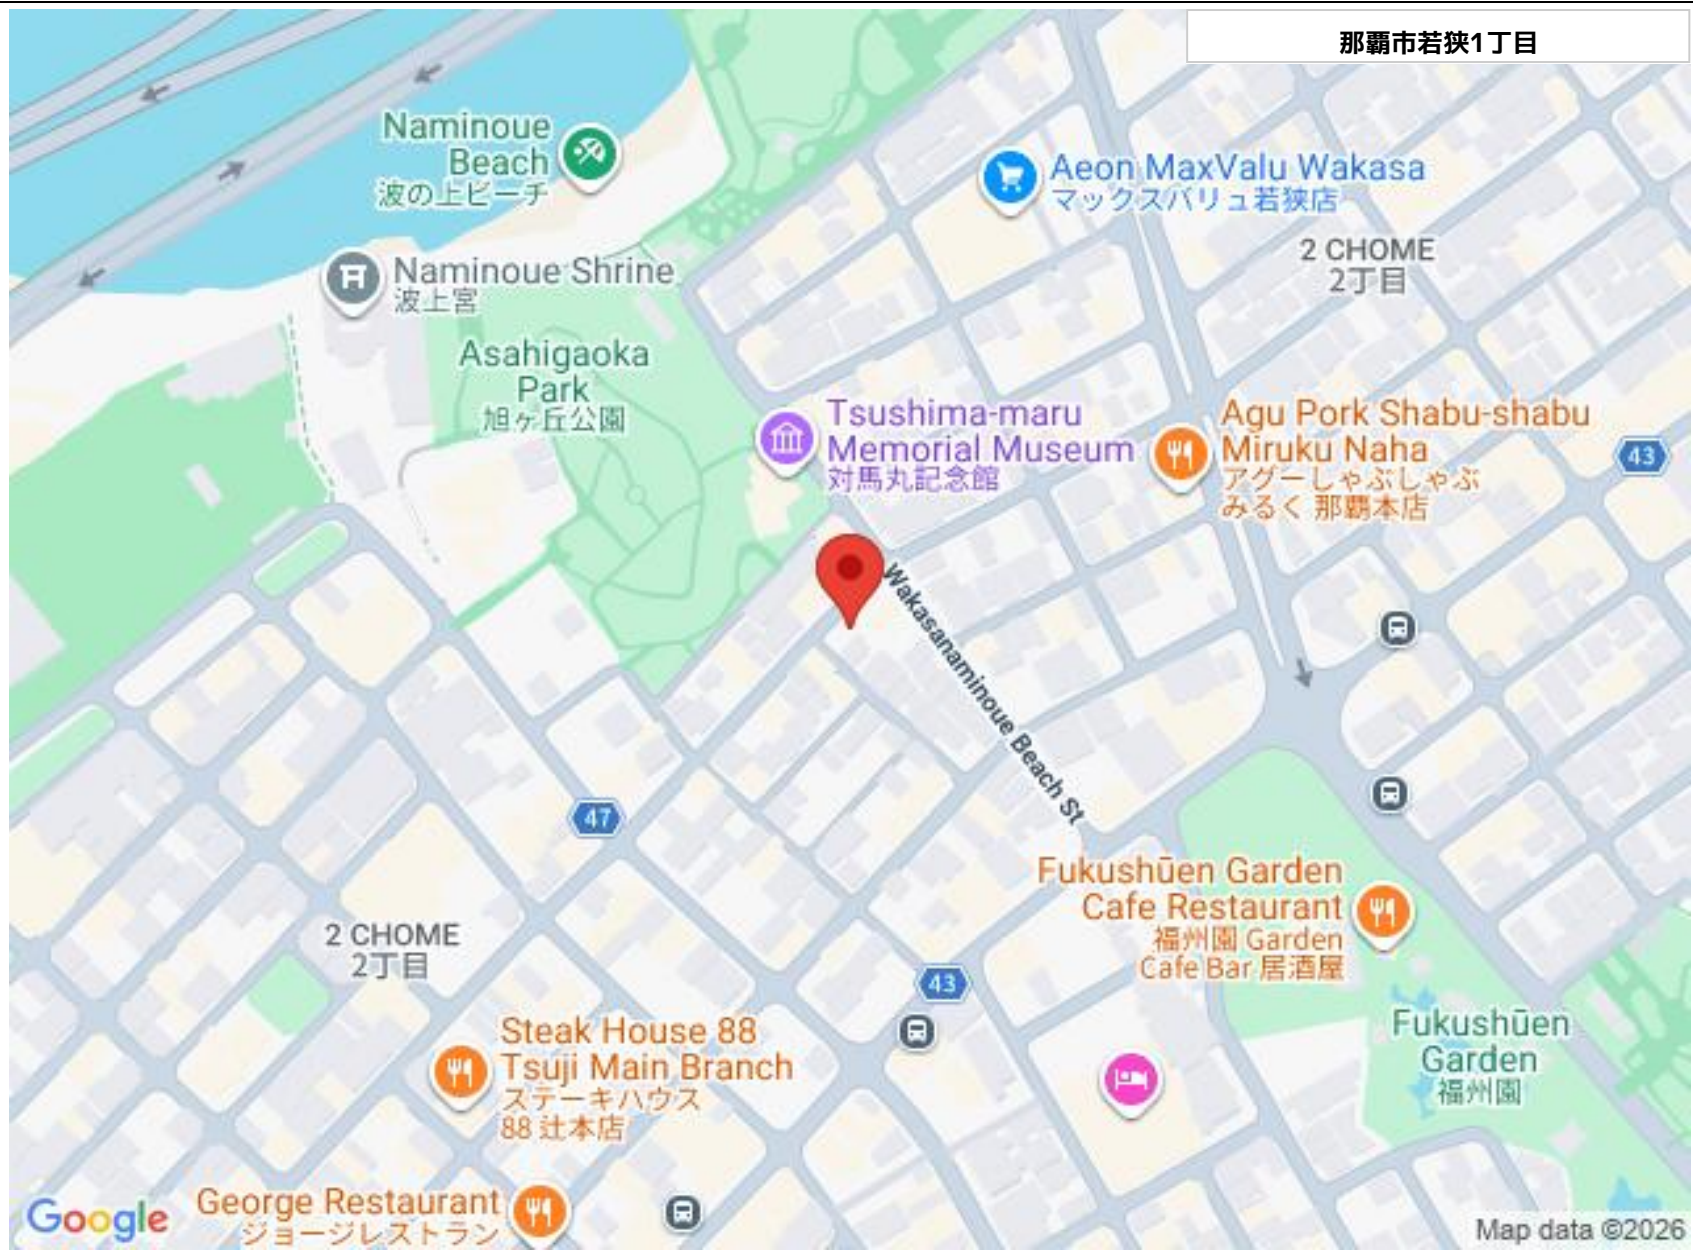 那覇市若狭1丁目
Naminoue
Beach
波の上ビーチ
Aeon MaxValu Wakasa
マックスバリュ若狭店
2 CHOME
2丁目
Naminoue Shrine
波上宮
Asahigaoka
Park
旭ヶ丘公園
Tsushima-maru
Memorial Museum
対馬丸記念館
Agu Pork Shabu-shabu
Miruku Naha
アグーしゃぶしゃぶ
みるく 那覇本店
43
Wakasanaminoue Beach St
47
Fukushūen Garden
Cafe Restaurant
福州園 Garden
Cafe Bar 居酒屋
2 CHOME
2丁目
43
Steak House 88
Tsuji Main Branch
ステーキハウス
88 辻本店
Fukushūen
Garden
福州園
George Restaurant
ジョージレストラン
Google
Map data ©2026